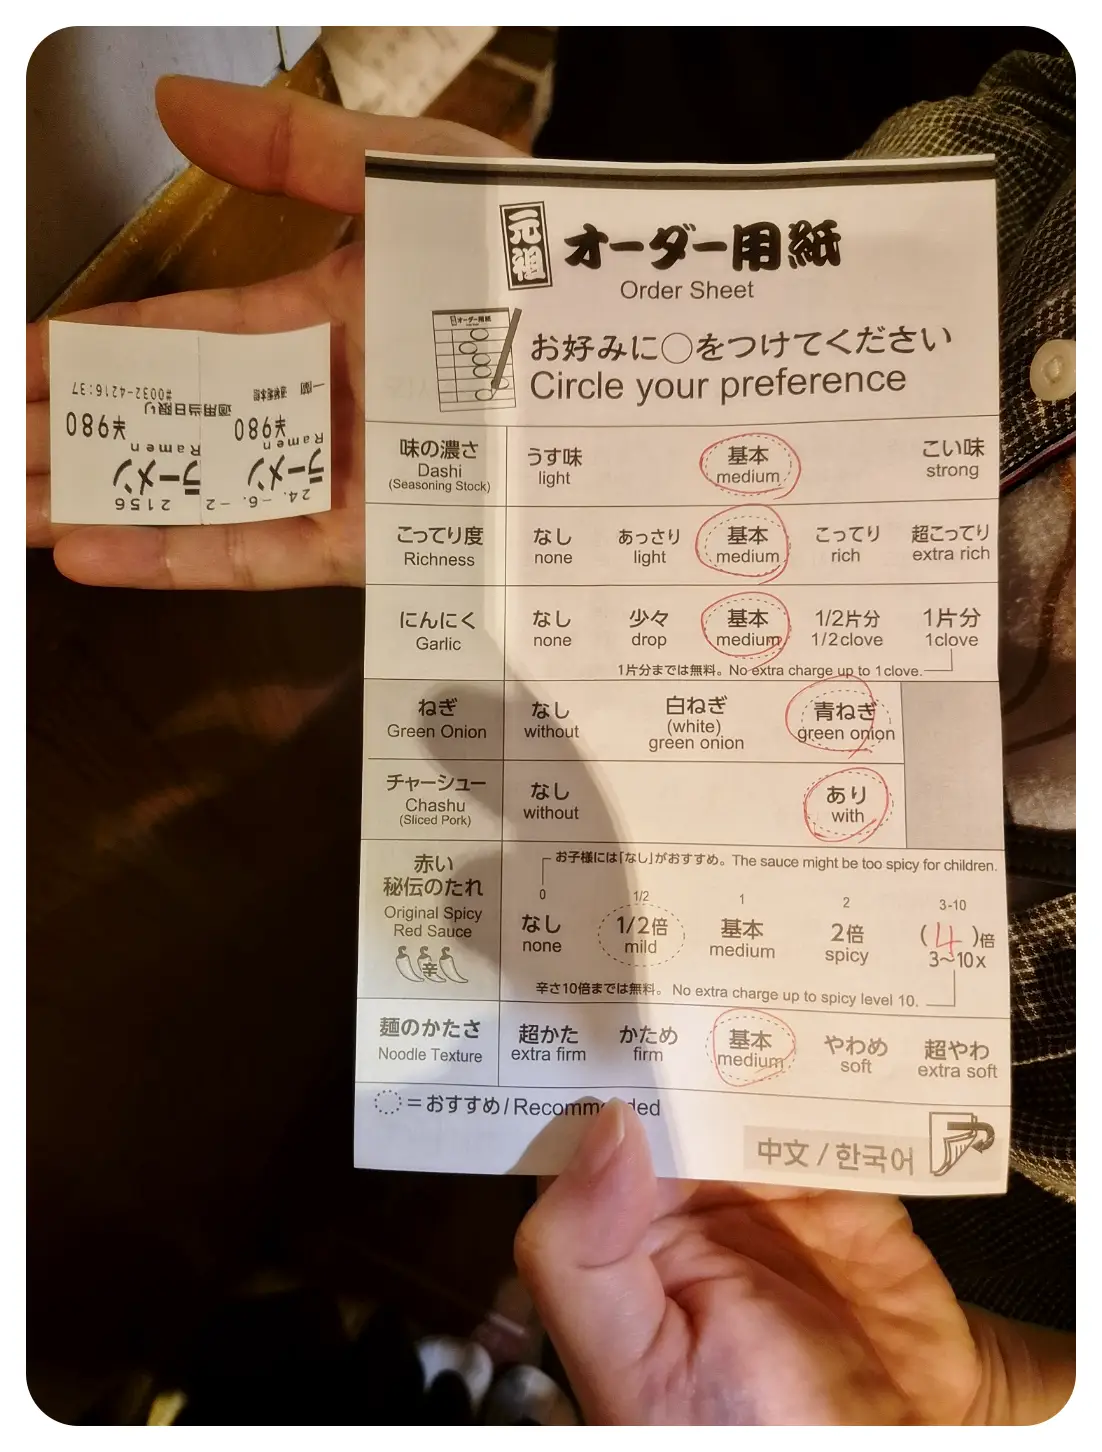 元祖 オーダー用紙
Order Sheet
オーダー用紙
お好みに○をつけてください
Circle your preference
味の濃さ うす味 基本 こい味
Dashi light medium strong
(Seasoning Stock)
こってり度 なし あっさり 基本 こってり 超こってり
Richness none light medium rich extra rich
にんにく なし 少々 基本 1/2片分 1片分
Garlic none drop medium 1/2clove 1clove
1片分までは無料。No extra charge up to 1clove.
ねぎ なし 白ねぎ 青ねぎ
Green Onion without (white) green onion green onion
チャーシュー なし あり
Chashu without with
(Sliced Pork)
お子様には「なし」がおすすめ。The sauce might be too spicy for children.
赤い
秘伝のたれ
Original Spicy
Red Sauce
辛
0 1/2 1 2 3-10
なし 1/2倍 基本 2倍 (4)倍
none mild medium spicy 3~10x
辛さ10倍までは無料。No extra charge up to spicy level 10.
麺のかたさ 超かた かため 基本 やわめ 超やわ
Noodle Texture extra firm firm medium soft extra soft
=おすすめ/Recommended
中文/한국어
2156
ラーメン
Ramen
¥980
適用当日限り
#0032-4216:37
24.-6.-2
ラーメン
Ramen
¥980
一蘭